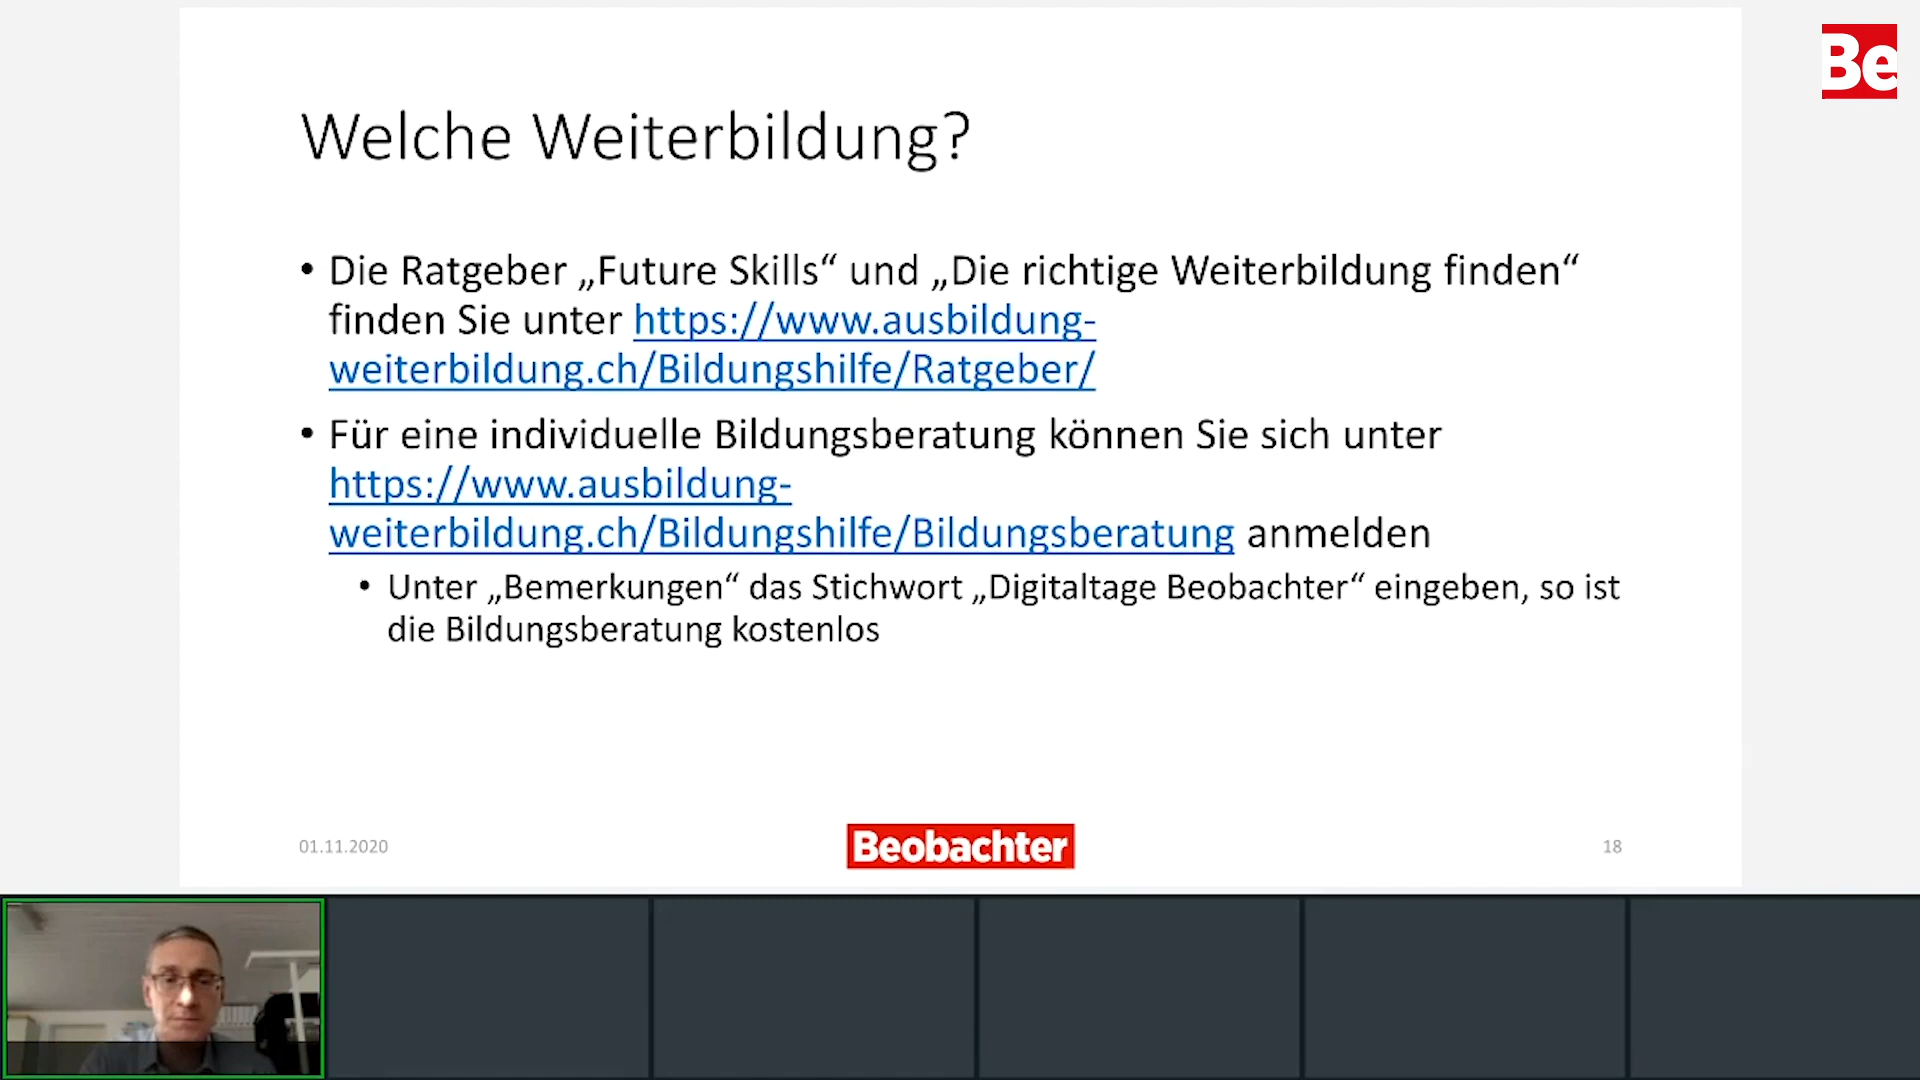 Be
Welche Weiterbildung?
• Die Ratgeber „Future Skills“ und „Die richtige Weiterbildung finden“
finden Sie unter https://www.ausbildung-
weiterbildung.ch/Bildungshilfe/Ratgeber/
• Für eine individuelle Bildungsberatung können Sie sich unter
https://www.ausbildung-
weiterbildung.ch/Bildungshilfe/Bildungsberatung anmelden
• Unter „Bemerkungen“ das Stichwort „Digitaltage Beobachter“ eingeben, so ist
die Bildungsberatung kostenlos
01.11.2020
Beobachter
18